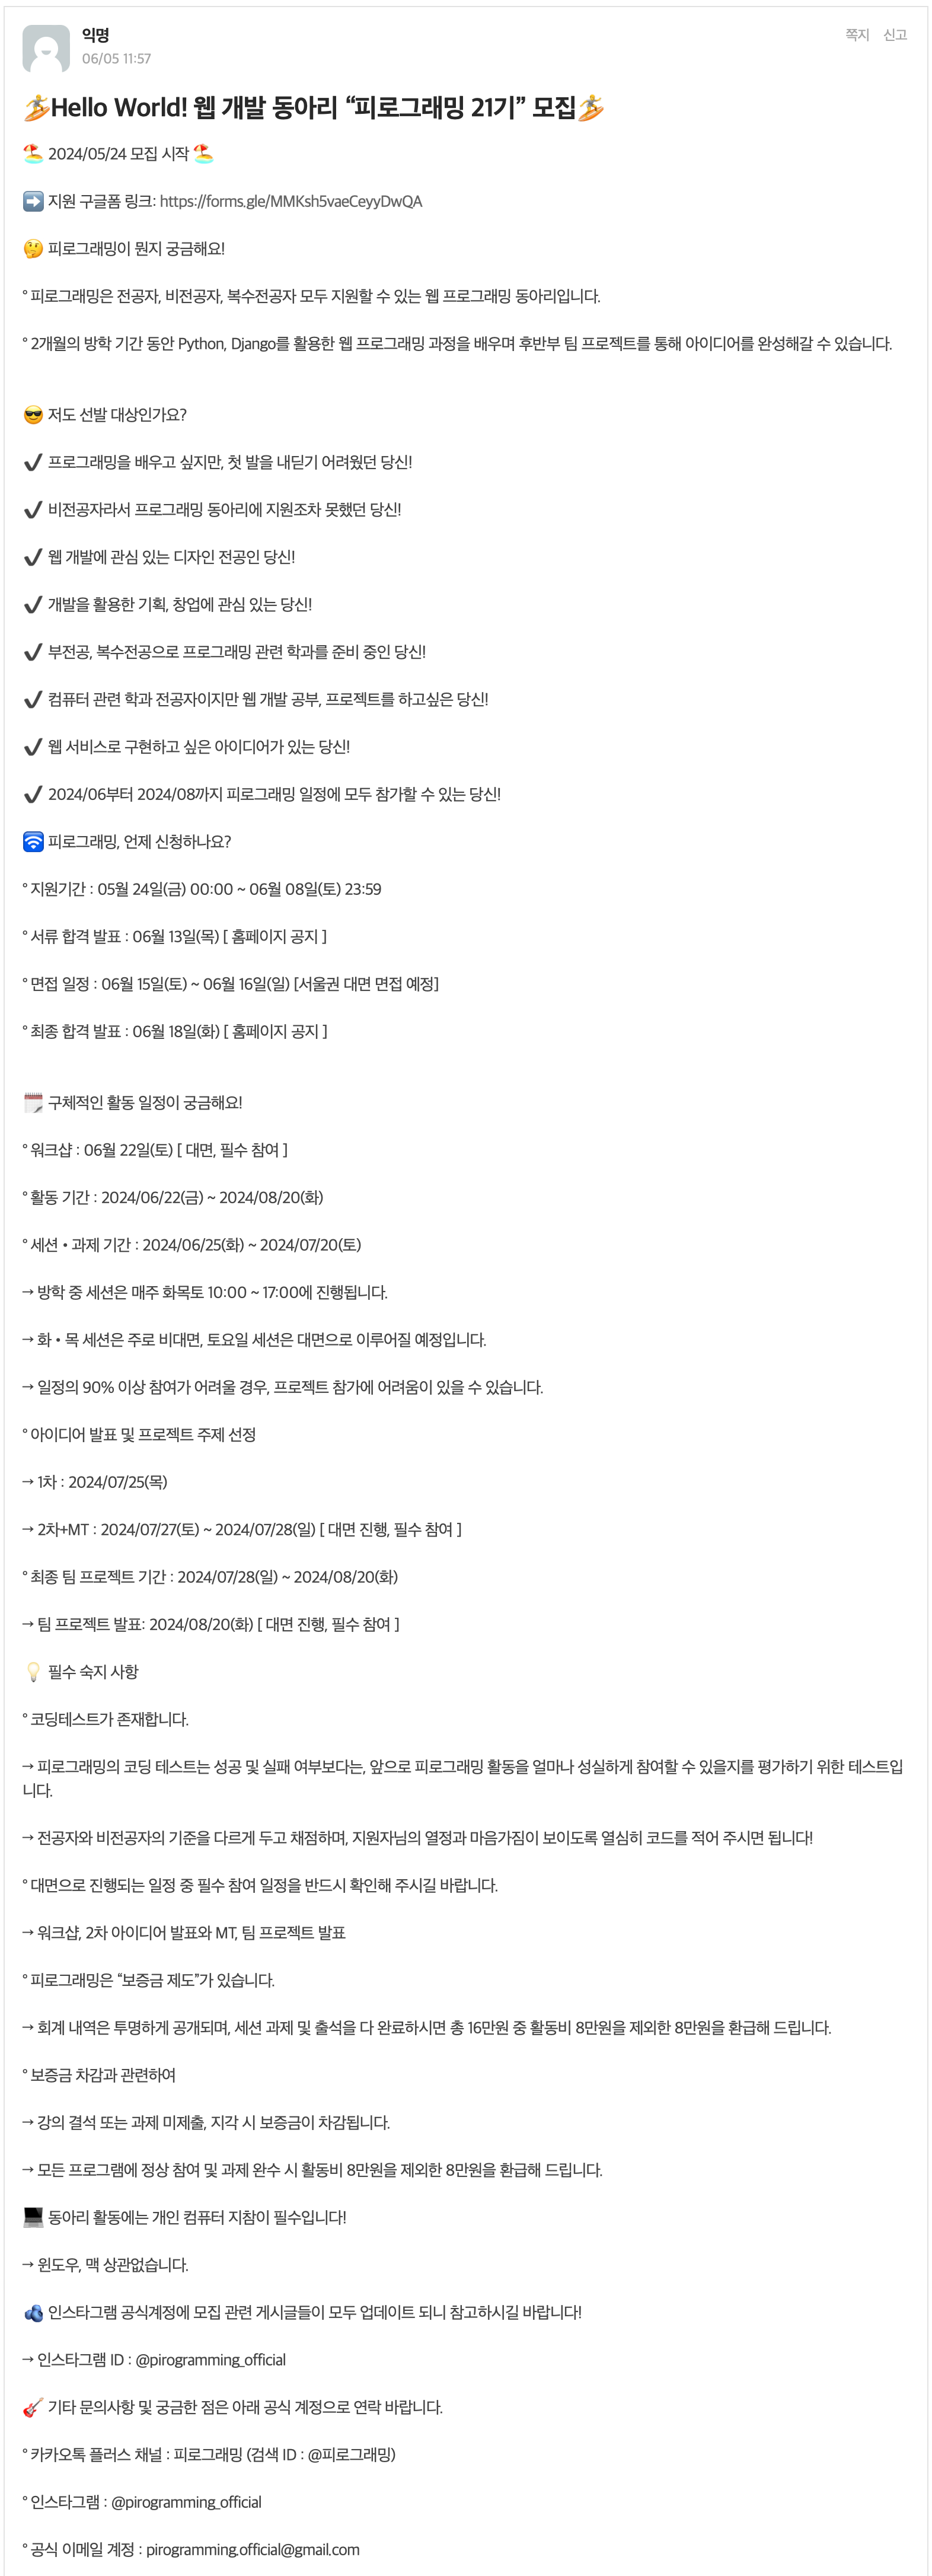 익명
06/05 11:57
쪽지 신고
🏄Hello World! 웹 개발 동아리 “피로그래밍 21기” 모집🏄
🏖️ 2024/05/24 모집 시작 🏖️
➡️ 지원 구글폼 링크: https://forms.gle/MMKsh5vaeCeyyDwQA
🤔 피로그래밍이 뭔지 궁금해요!
° 피로그래밍은 전공자, 비전공자, 복수전공자 모두 지원할 수 있는 웹 프로그래밍 동아리입니다.
° 2개월의 방학 기간 동안 Python, Django를 활용한 웹 프로그래밍 과정을 배우며 후반부 팀 프로젝트를 통해 아이디어를 완성해갈 수 있습니다.
😎 저도 선발 대상인가요?
✔️ 프로그래밍을 배우고 싶지만, 첫 발을 내딛기 어려웠던 당신!
✔️ 비전공자라서 프로그래밍 동아리에 지원조차 못했던 당신!
✔️ 웹 개발에 관심 있는 디자인 전공인 당신!
✔️ 개발을 활용한 기획, 창업에 관심 있는 당신!
✔️ 부전공, 복수전공으로 프로그래밍 관련 학과를 준비 중인 당신!
✔️ 컴퓨터 관련 학과 전공자이지만 웹 개발 공부, 프로젝트를 하고싶은 당신!
✔️ 웹 서비스로 구현하고 싶은 아이디어가 있는 당신!
✔️ 2024/06부터 2024/08까지 피로그래밍 일정에 모두 참가할 수 있는 당신!
🛜 피로그래밍, 언제 신청하나요?
° 지원기간 : 05월 24일(금) 00:00 ~ 06월 08일(토) 23:59
° 서류 합격 발표 : 06월 13일(목) [ 홈페이지 공지 ]
° 면접 일정 : 06월 15일(토) ~ 06월 16일(일) [서울권 대면 면접 예정]
° 최종 합격 발표 : 06월 18일(화) [ 홈페이지 공지 ]
🗓️ 구체적인 활동 일정이 궁금해요!
° 워크샵 : 06월 22일(토) [ 대면, 필수 참여 ]
° 활동 기간 : 2024/06/22(금) ~ 2024/08/20(화)
° 세션 • 과제 기간 : 2024/06/25(화) ~ 2024/07/20(토)
→ 방학 중 세션은 매주 화목토 10:00 ~ 17:00에 진행됩니다.
→ 화 • 목 세션은 주로 비대면, 토요일 세션은 대면으로 이루어질 예정입니다.
→ 일정의 90% 이상 참여가 어려울 경우, 프로젝트 참가에 어려움이 있을 수 있습니다.
° 아이디어 발표 및 프로젝트 주제 선정
→ 1차 : 2024/07/25(목)
→ 2차+MT : 2024/07/27(토) ~ 2024/07/28(일) [ 대면 진행, 필수 참여 ]
° 최종 팀 프로젝트 기간 : 2024/07/28(일) ~ 2024/08/20(화)
→ 팀 프로젝트 발표: 2024/08/20(화) [ 대면 진행, 필수 참여 ]
💡 필수 숙지 사항
° 코딩테스트가 존재합니다.
→ 피로그래밍의 코딩 테스트는 성공 및 실패 여부보다는, 앞으로 피로그래밍 활동을 얼마나 성실하게 참여할 수 있을지를 평가하기 위한 테스트입
니다.
→ 전공자와 비전공자의 기준을 다르게 두고 채점하며, 지원자님의 열정과 마음가짐이 보이도록 열심히 코드를 적어 주시면 됩니다!
° 대면으로 진행되는 일정 중 필수 참여 일정을 반드시 확인해 주시길 바랍니다.
→ 워크샵, 2차 아이디어 발표와 MT, 팀 프로젝트 발표
° 피로그래밍은 “보증금 제도”가 있습니다.
→ 회계 내역은 투명하게 공개되며, 세션 과제 및 출석을 다 완료하시면 총 16만원 중 활동비 8만원을 제외한 8만원을 환급해 드립니다.
° 보증금 차감과 관련하여
→ 강의 결석 또는 과제 미제출, 지각 시 보증금이 차감됩니다.
→ 모든 프로그램에 정상 참여 및 과제 완수 시 활동비 8만원을 제외한 8만원을 환급해 드립니다.
💻 동아리 활동에는 개인 컴퓨터 지참이 필수입니다!
→ 윈도우, 맥 상관없습니다.
🫐 인스타그램 공식계정에 모집 관련 게시글들이 모두 업데이트 되니 참고하시길 바랍니다!
→ 인스타그램 ID : @pirogramming_official
🎸 기타 문의사항 및 궁금한 점은 아래 공식 계정으로 연락 바랍니다.
° 카카오톡 플러스 채널 : 피로그래밍 (검색 ID : @피로그래밍)
° 인스타그램 : @pirogramming_official
° 공식 이메일 계정 : pirogramming.official@gmail.com